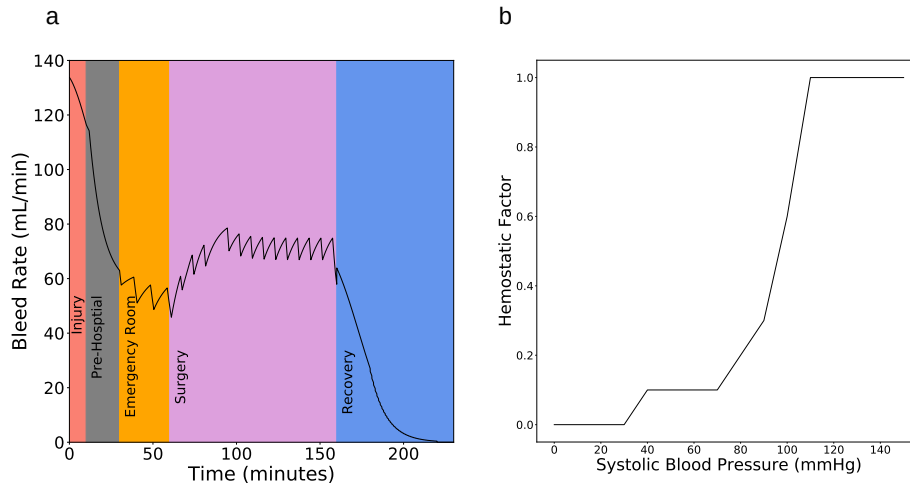 a
140
120
100
80
60
40
20
0
Bleed Rate (mL/min)
Injury
Pre-Hosptial
Emergency Room
Surgery
Recovery
0 50 100 150 200
Time (minutes)
b
1.0
0.8
0.6
0.4
0.2
0.0
Hemostatic Factor
0 20 40 60 80 100 120 140
Systolic Blood Pressure (mmHg)